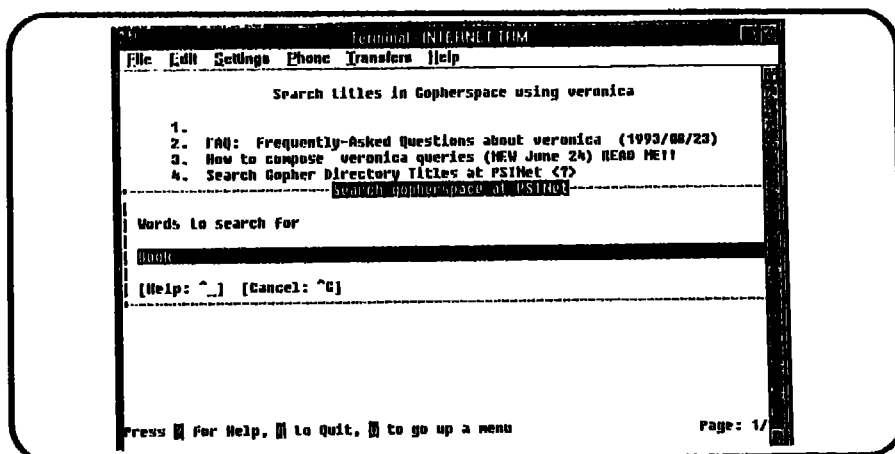 Terminal - INTERNET.TRM
File Edit Settings Phone Transfers Help
Search titles in Gopherspace using veronica
1.
2. FAQ: Frequently-Asked Questions about veronica (1993/08/23)
3. How to compose veronica queries (NEW June 24) READ ME!!
4. Search Gopher Directory Titles at PSINet <?>
Search gopherspace at PSINet
Words to search for
Book
[Help: ^_] [Cancel: ^G]
Press for Help, to Quit, to go up a menu
Page: 1/